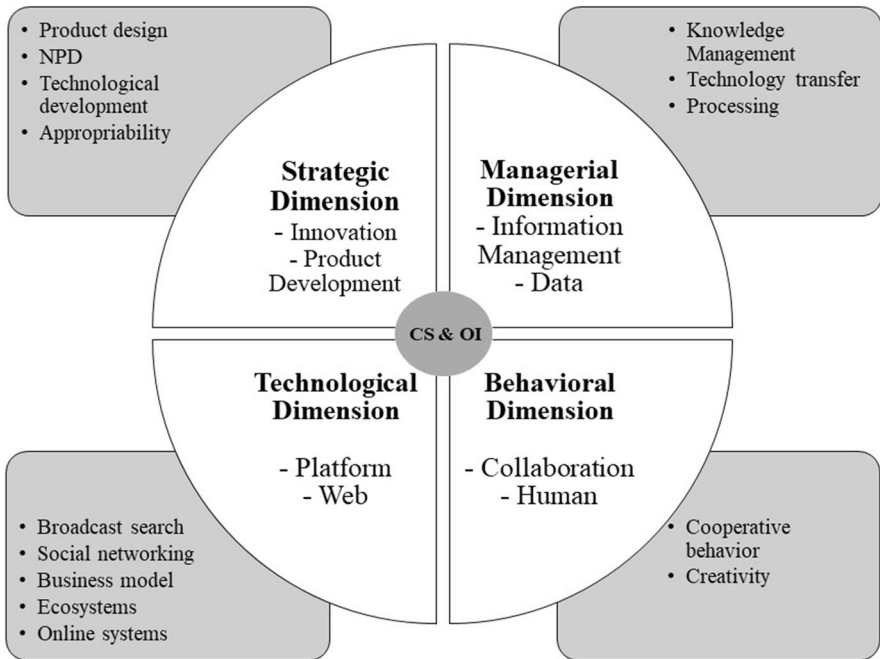 • Product design
• NPD
• Technological
development
• Appropriability
• Knowledge
Management
• Technology transfer
• Processing
Strategic
Dimension
- Innovation
- Product
Development
Managerial
Dimension
- Information
Management
- Data
CS & OI
Technological
Dimension
- Platform
- Web
Behavioral
Dimension
- Collaboration
- Human
• Broadcast search
• Social networking
• Business model
• Ecosystems
• Online systems
• Cooperative
behavior
• Creativity